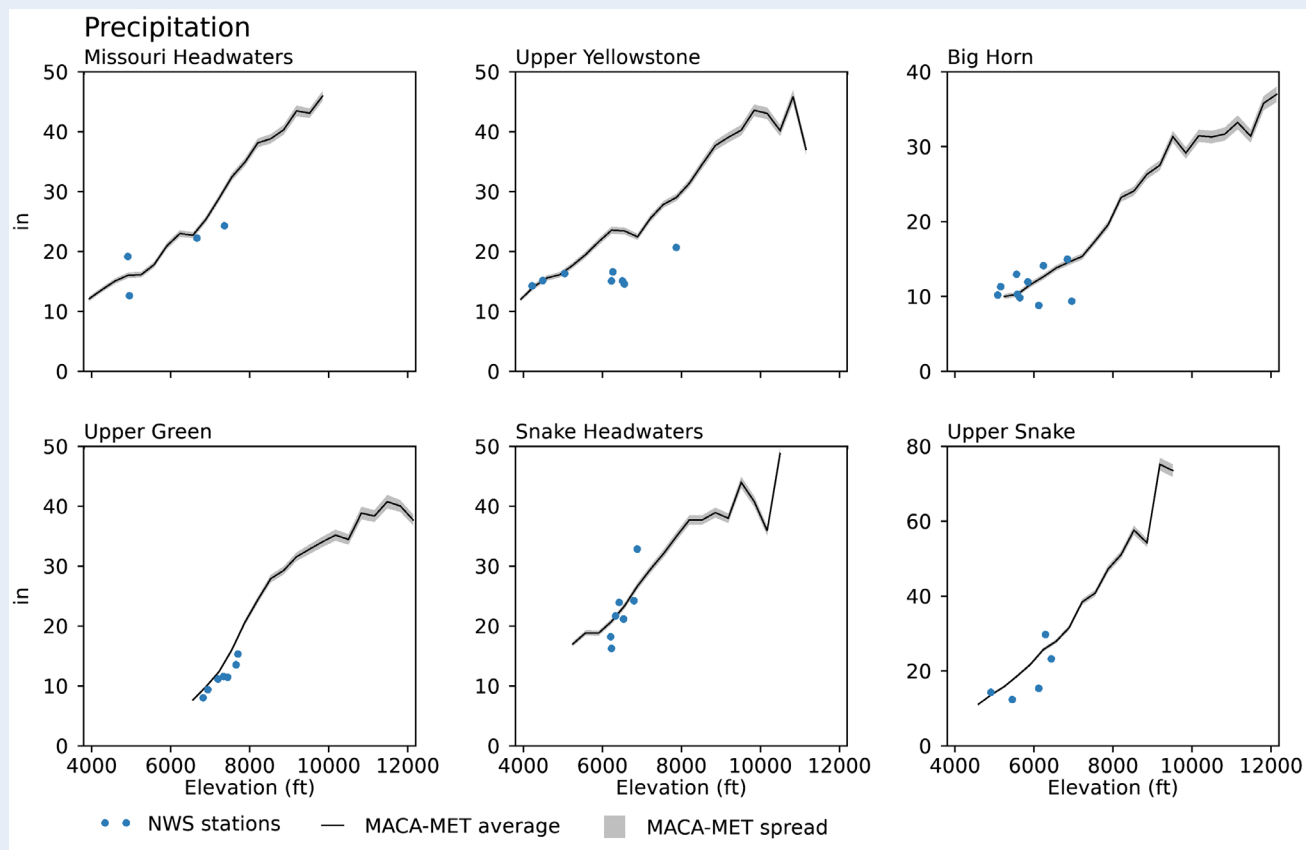 Precipitation
Missouri Headwaters
Upper Yellowstone
Big Horn
50
40
30
20
10
0
in
50
40
30
20
10
0
40
30
20
10
0
Upper Green
Snake Headwaters
Upper Snake
50
40
30
20
10
0
in
4000 6000 8000 10000 12000
Elevation (ft)
50
40
30
20
10
0
4000 6000 8000 10000 12000
Elevation (ft)
80
60
40
20
0
4000 6000 8000 10000 12000
Elevation (ft)
NWS stations MACA-MET average MACA-MET spread